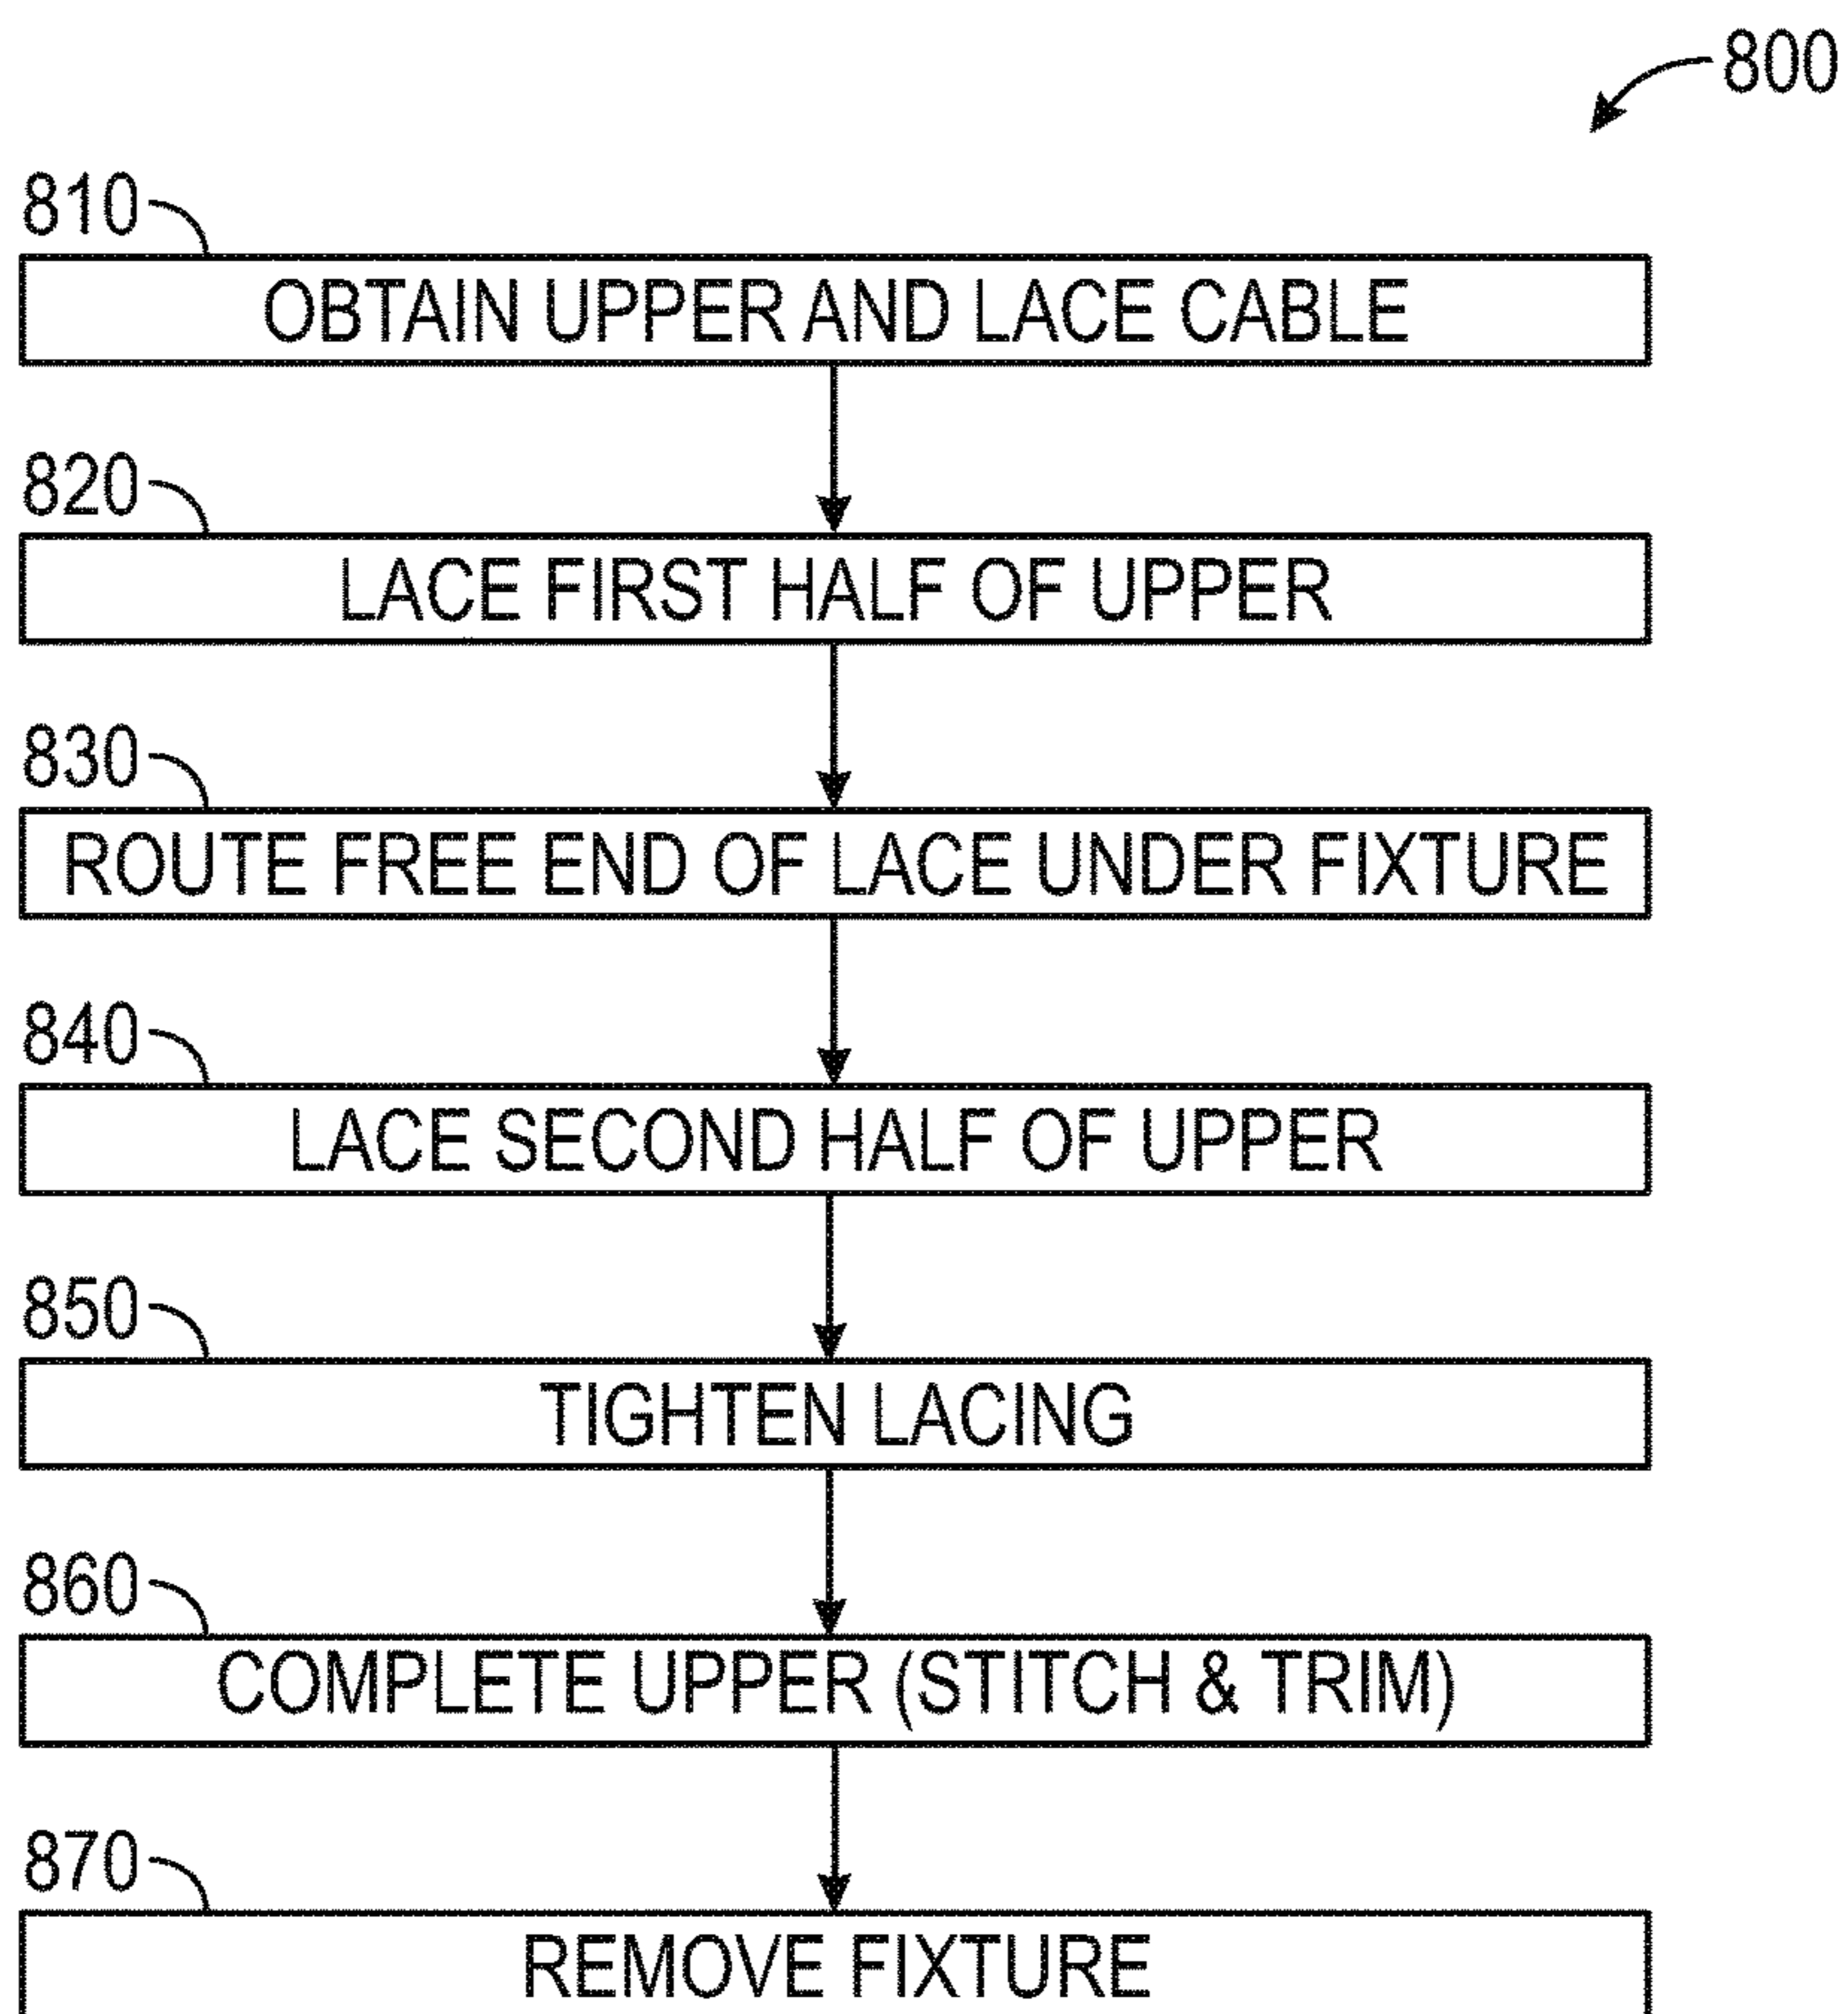 800
810
OBTAIN UPPER AND LACE CABLE
820
LACE FIRST HALF OF UPPER
830
ROUTE FREE END OF LACE UNDER FIXTURE
840
LACE SECOND HALF OF UPPER
850
TIGHTEN LACING
860
COMPLETE UPPER (STITCH & TRIM)
870
REMOVE FIXTURE